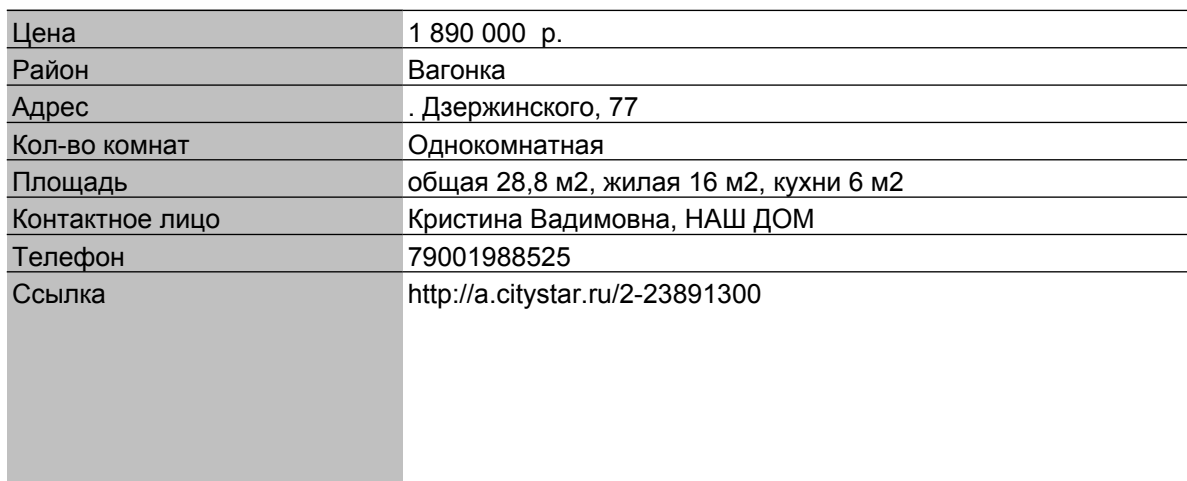 Цена 1 890 000 р.
Район Вагонка
Адрес . Дзержинского, 77
Кол-во комнат Однокомнатная
Площадь общая 28,8 м2, жилая 16 м2, кухни 6 м2
Контактное лицо Кристина Вадимовна, НАШ ДОМ
Телефон 79001988525
Ссылка http://a.citystar.ru/2-23891300